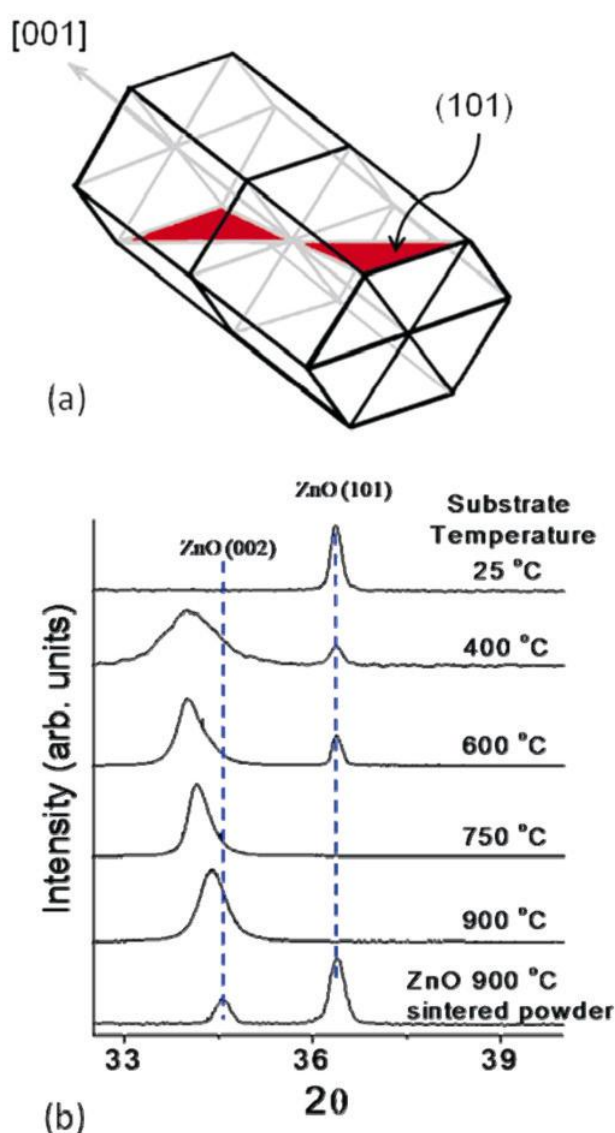 [001]
(101)
(a)
ZnO (101)
ZnO (002)
Substrate
Temperature
25 °C
400 °C
600 °C
750 °C
900 °C
ZnO 900 °C
sintered powder
Intensity (arb. units)
33
36
39
2θ
(b)